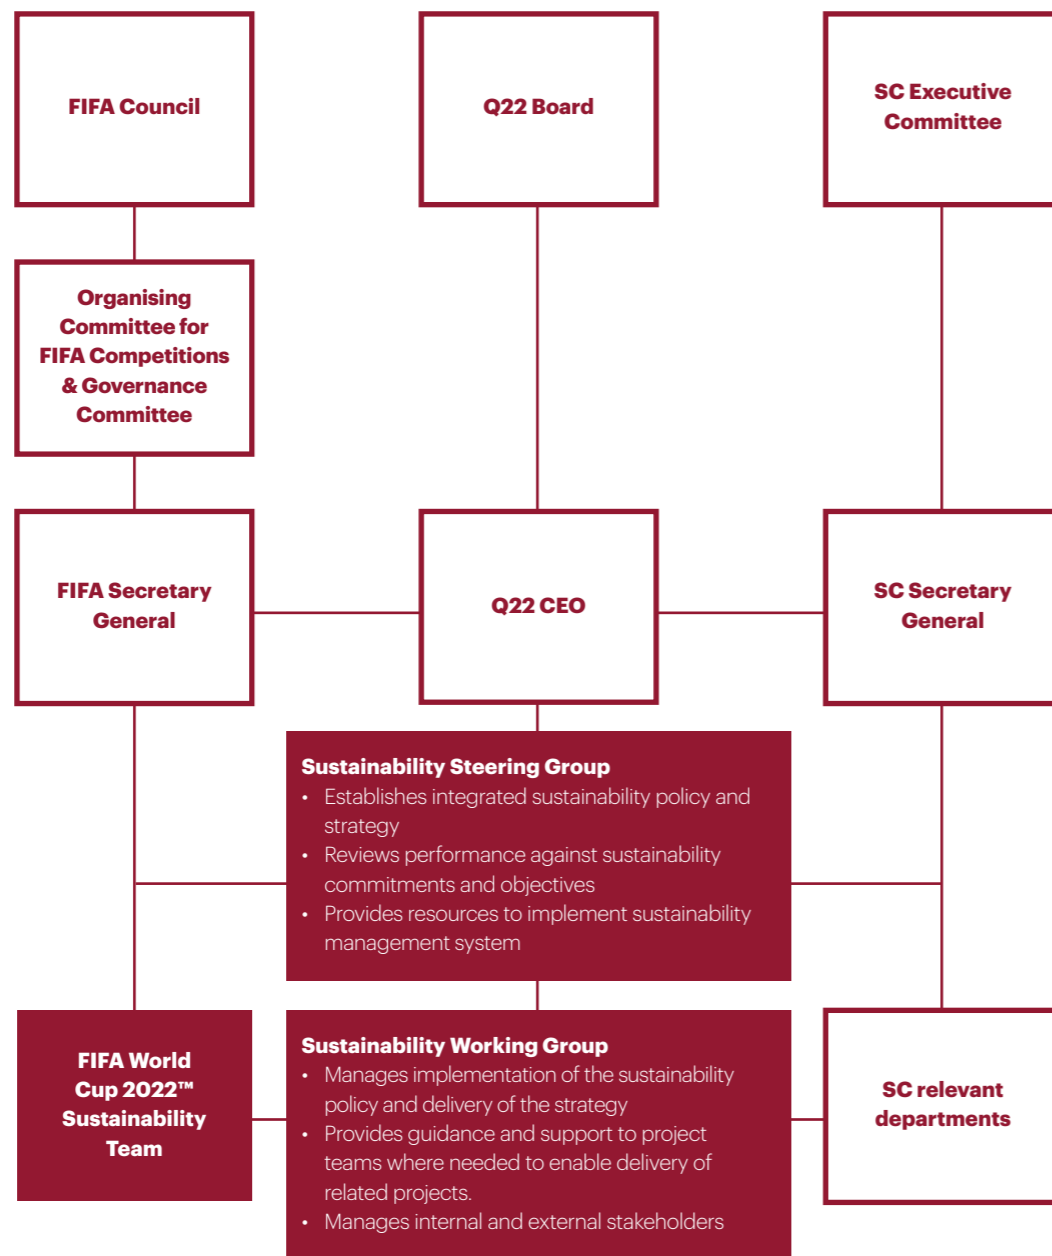 FIFA Council
Q22 Board
SC Executive
Committee
Organising
Committee for
FIFA Competitions
& Governance
Committee
FIFA Secretary
General
Q22 CEO
SC Secretary
General
Sustainability Steering Group
• Establishes integrated sustainability policy and
strategy
• Reviews performance against sustainability
commitments and objectives
• Provides resources to implement sustainability
management system
FIFA World
Cup 2022™
Sustainability
Team
Sustainability Working Group
• Manages implementation of the sustainability
policy and delivery of the strategy
• Provides guidance and support to project
teams where needed to enable delivery of
related projects.
• Manages internal and external stakeholders
SC relevant
departments